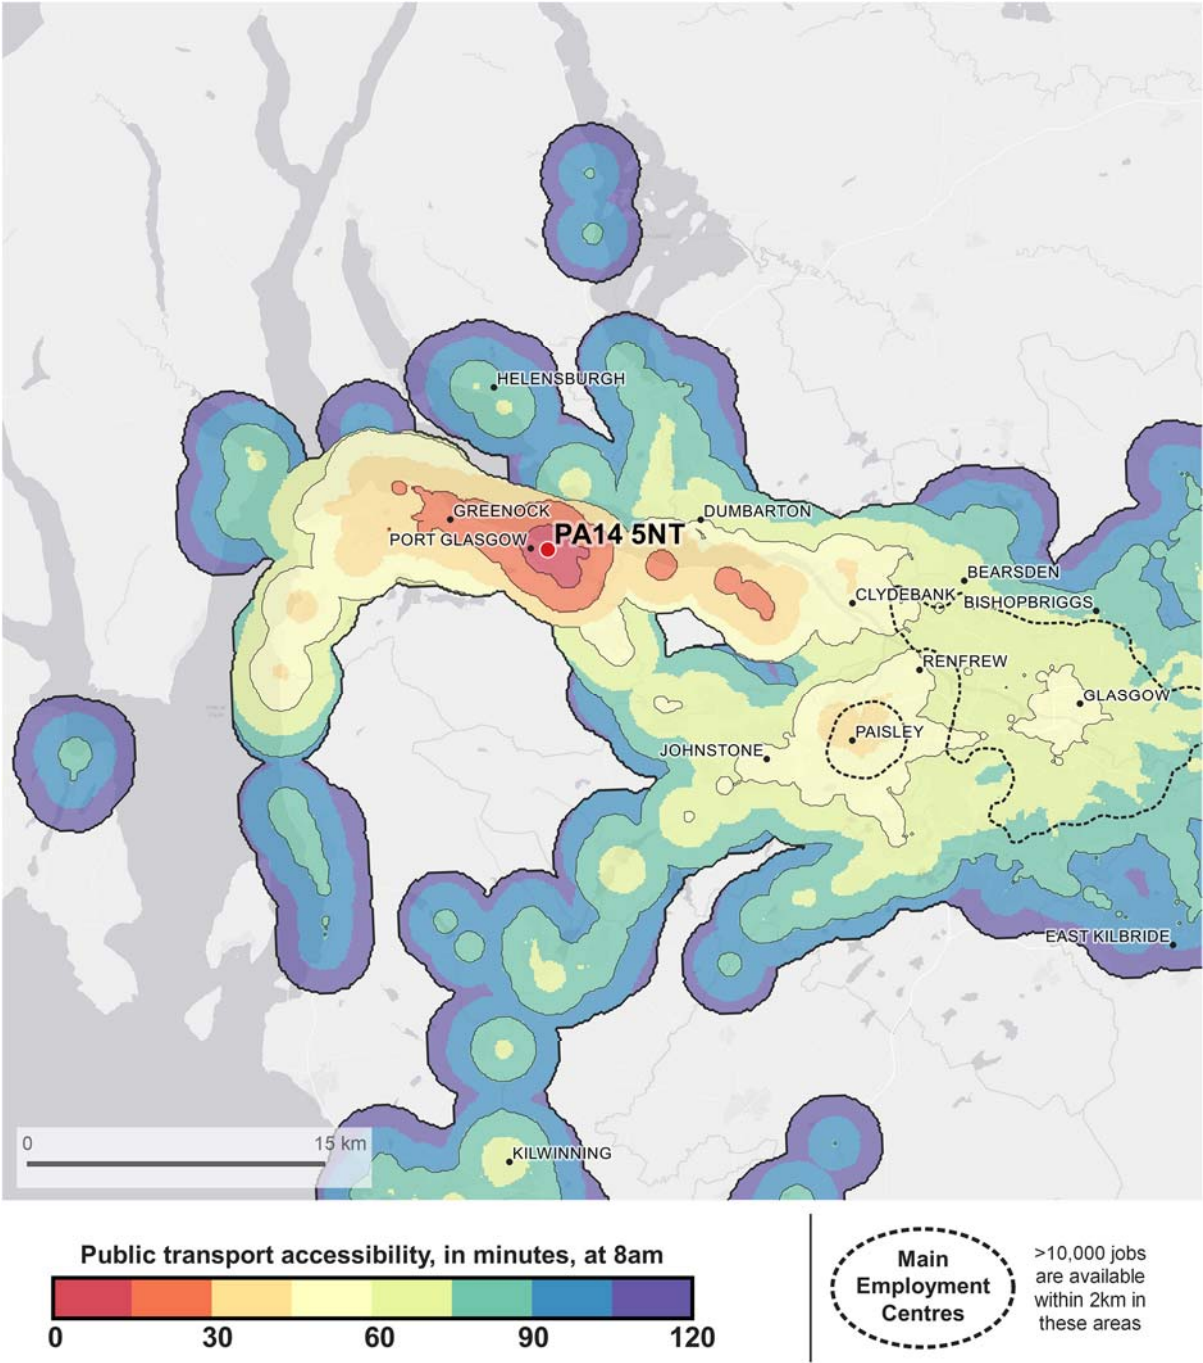 HELENSBURGH
GREENOCK
DUMBARTON
PORT GLASGOW
PA14 5NT
BEARSDEN
CLYDEBANK
BISHOPBRIGGS
RENFREW
GLASGOW
PAISLEY
JOHNSTONE
EAST KILBRIDE
0
15 km
KILWINNING
Public transport accessibility, in minutes, at 8am
0
30
60
90
120
Main
Employment
Centres
>10,000 jobs
are available
within 2km in
these areas